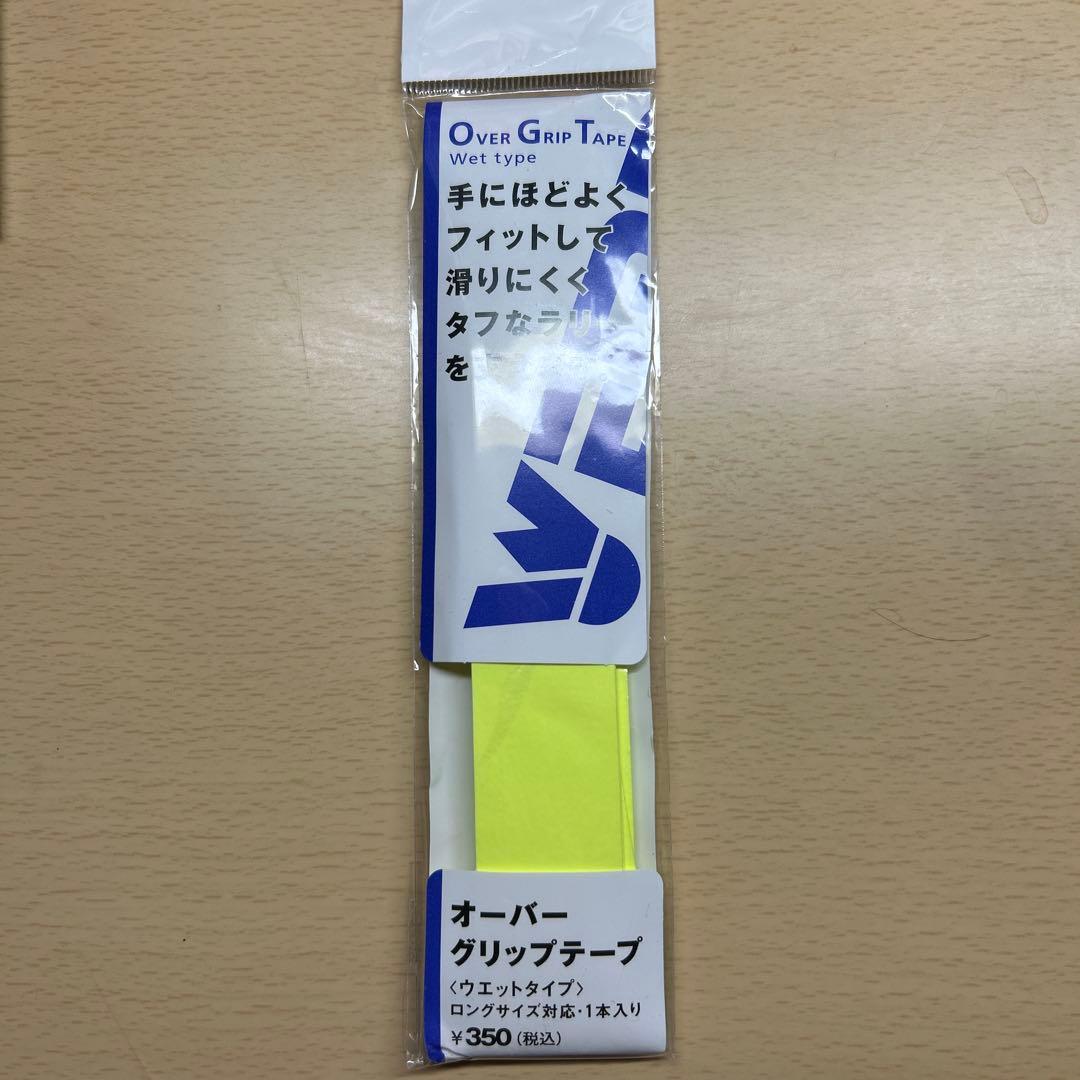 OVER GRIP TAPE
Wet type
手にほどよく
フィットして
滑りにくく
タフなラリー
を
オーバー
グリップテープ
〈ウエットタイプ〉
ロングサイズ対応・1本入り
¥350(税込)